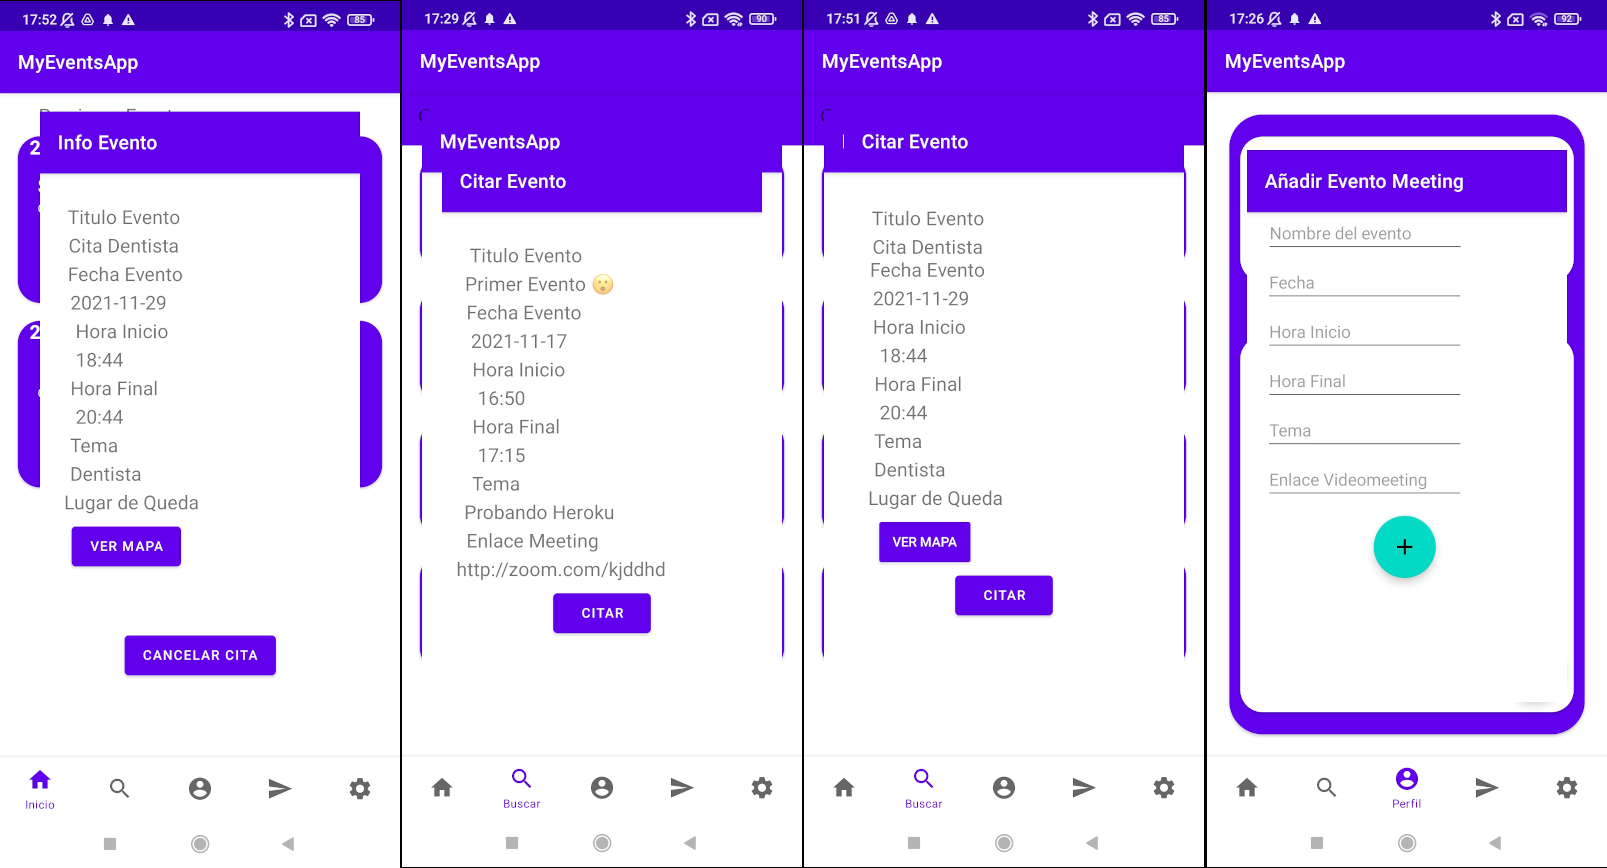 17:52
85
MyEventsApp
Info Evento
2
2
Titulo Evento
Cita Dentista
Fecha Evento
2021-11-29
Hora Inicio
18:44
Hora Final
20:44
Tema
Dentista
Lugar de Queda
VER MAPA
CANCELAR CITA
Inicio
17:29
90
MyEventsApp
MyEventsApp
Citar Evento
Titulo Evento
Primer Evento 😮
Fecha Evento
2021-11-17
Hora Inicio
16:50
Hora Final
17:15
Tema
Probando Heroku
Enlace Meeting
http://zoom.com/kjddhd
CITAR
Buscar
17:51
85
MyEventsApp
Citar Evento
Titulo Evento
Cita Dentista
Fecha Evento
2021-11-29
Hora Inicio
18:44
Hora Final
20:44
Tema
Dentista
Lugar de Queda
VER MAPA
CITAR
Buscar
17:26
92
MyEventsApp
Añadir Evento Meeting
Nombre del evento
Fecha
Hora Inicio
Hora Final
Tema
Enlace Videomeeting
+
Perfil